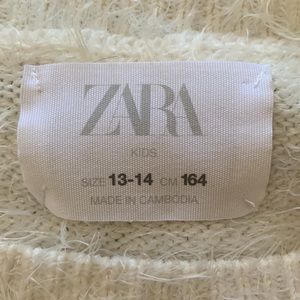 ZARA
KIDS
SIZE 13-14 CM 164
MADE IN CAMBODIA